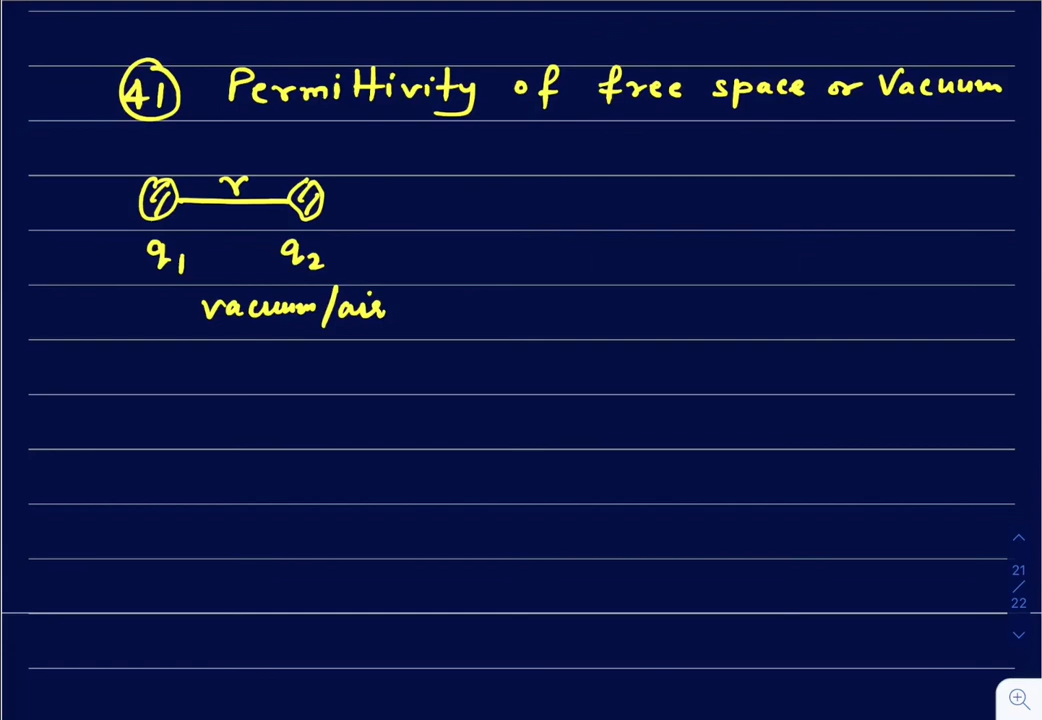 41 Permittivity of free space or Vacuum
r
q1 q2
vacuum/air
21
/
22